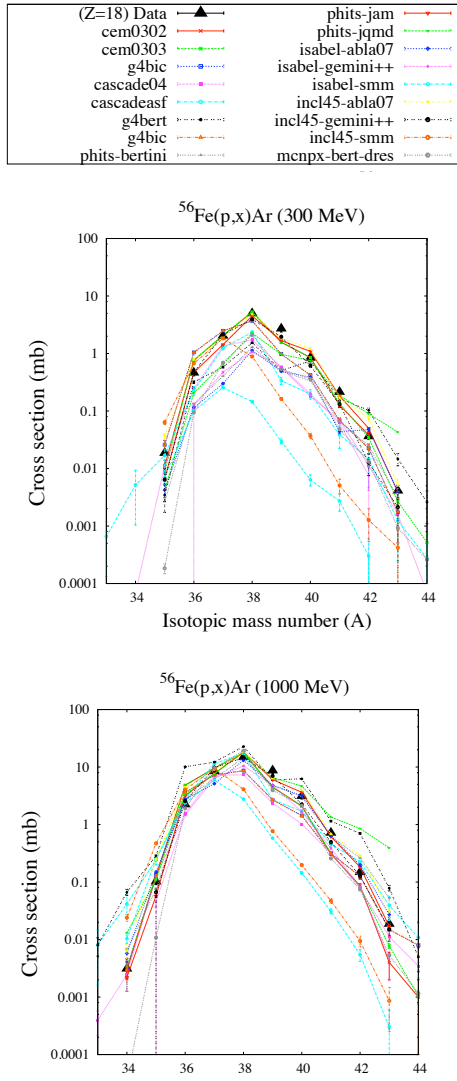 (Z=18) Data
cem0302
cem0303
g4bic
cascade04
cascadeasf
g4bert
g4bic
phits-bertini
phits-jam
phits-jqmd
isabel-abla07
isabel-gemini++
isabel-smm
incl45-abla07
incl45-gemini++
incl45-smm
mcnpx-bert-dres
56Fe(p,x)Ar (300 MeV)
10
1
0.1
0.01
0.001
0.0001
Cross section (mb)
34 36 38 40 42 44
Isotopic mass number (A)
56Fe(p,x)Ar (1000 MeV)
100
10
1
0.1
0.01
0.001
0.0001
Cross section (mb)
34 36 38 40 42 44